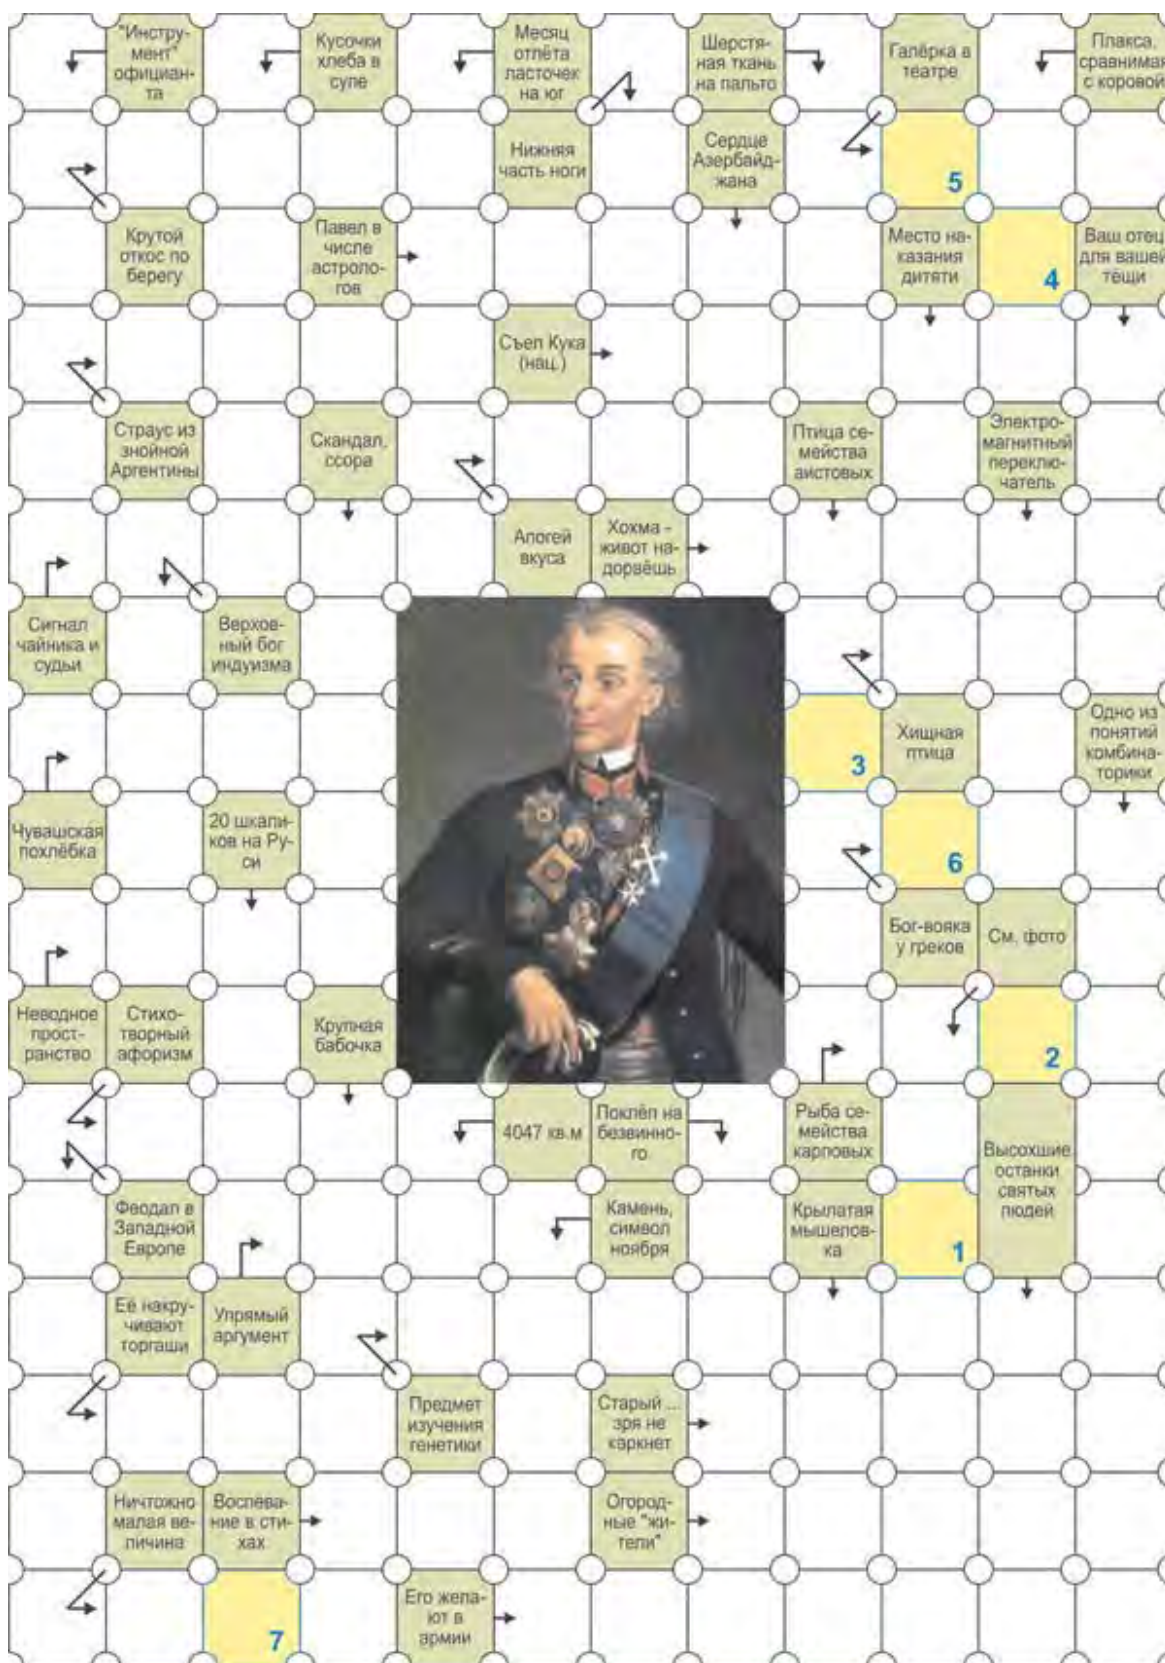 "Инстру-
мент"
официан-
та
Кусочки
хлеба в
супе
Месяц
отлёта
ласточек
на юг
Шерстя-
ная ткань
на пальто
Галёрка в
театре
Плакса,
сравнимая
с коровой
Нижняя
часть ноги
Сердце
Азербайд-
жана
5
Крутой
откос по
берегу
Павел в
числе
астроло-
гов
Место на-
казания
дитяти
4
Ваш отец
для вашей
тёщи
Съел Кука
(нац.)
Страус из
знойной
Аргентины
Скандал,
ссора
Птица се-
мейства
аистовых
Электро-
магнитный
переклю-
чатель
Апогей
вкуса
Хохма -
живот на-
дорвёшь
Сигнал
чайника и
судьи
Верхов-
ный бог
индуизма
3
Хищная
птица
Одно из
понятий
комбина-
торики
Чувашская
похлёбка
20 шкали-
ков на Ру-
си
6
Бог-вояка
у греков
См. фото
Неводное
прост-
ранство
Стихо-
творный
афоризм
Крупная
бабочка
2
4047 кв.м
Поклёп на
безвинно-
го
Рыба се-
мейства
карповых
Высохшие
останки
святых
людей
Феодал в
Западной
Европе
Камень,
символ
ноября
Крылатая
мышелов-
ка
1
Её накру-
чивают
торгаши
Упрямый
аргумент
Предмет
изучения
генетики
Старый ...
зря не
каркнет
Ничтожно
малая ве-
личина
Воспева-
ние в сти-
хах
Огород-
ные "жи-
тели"
7
Его жела-
ют в
армии